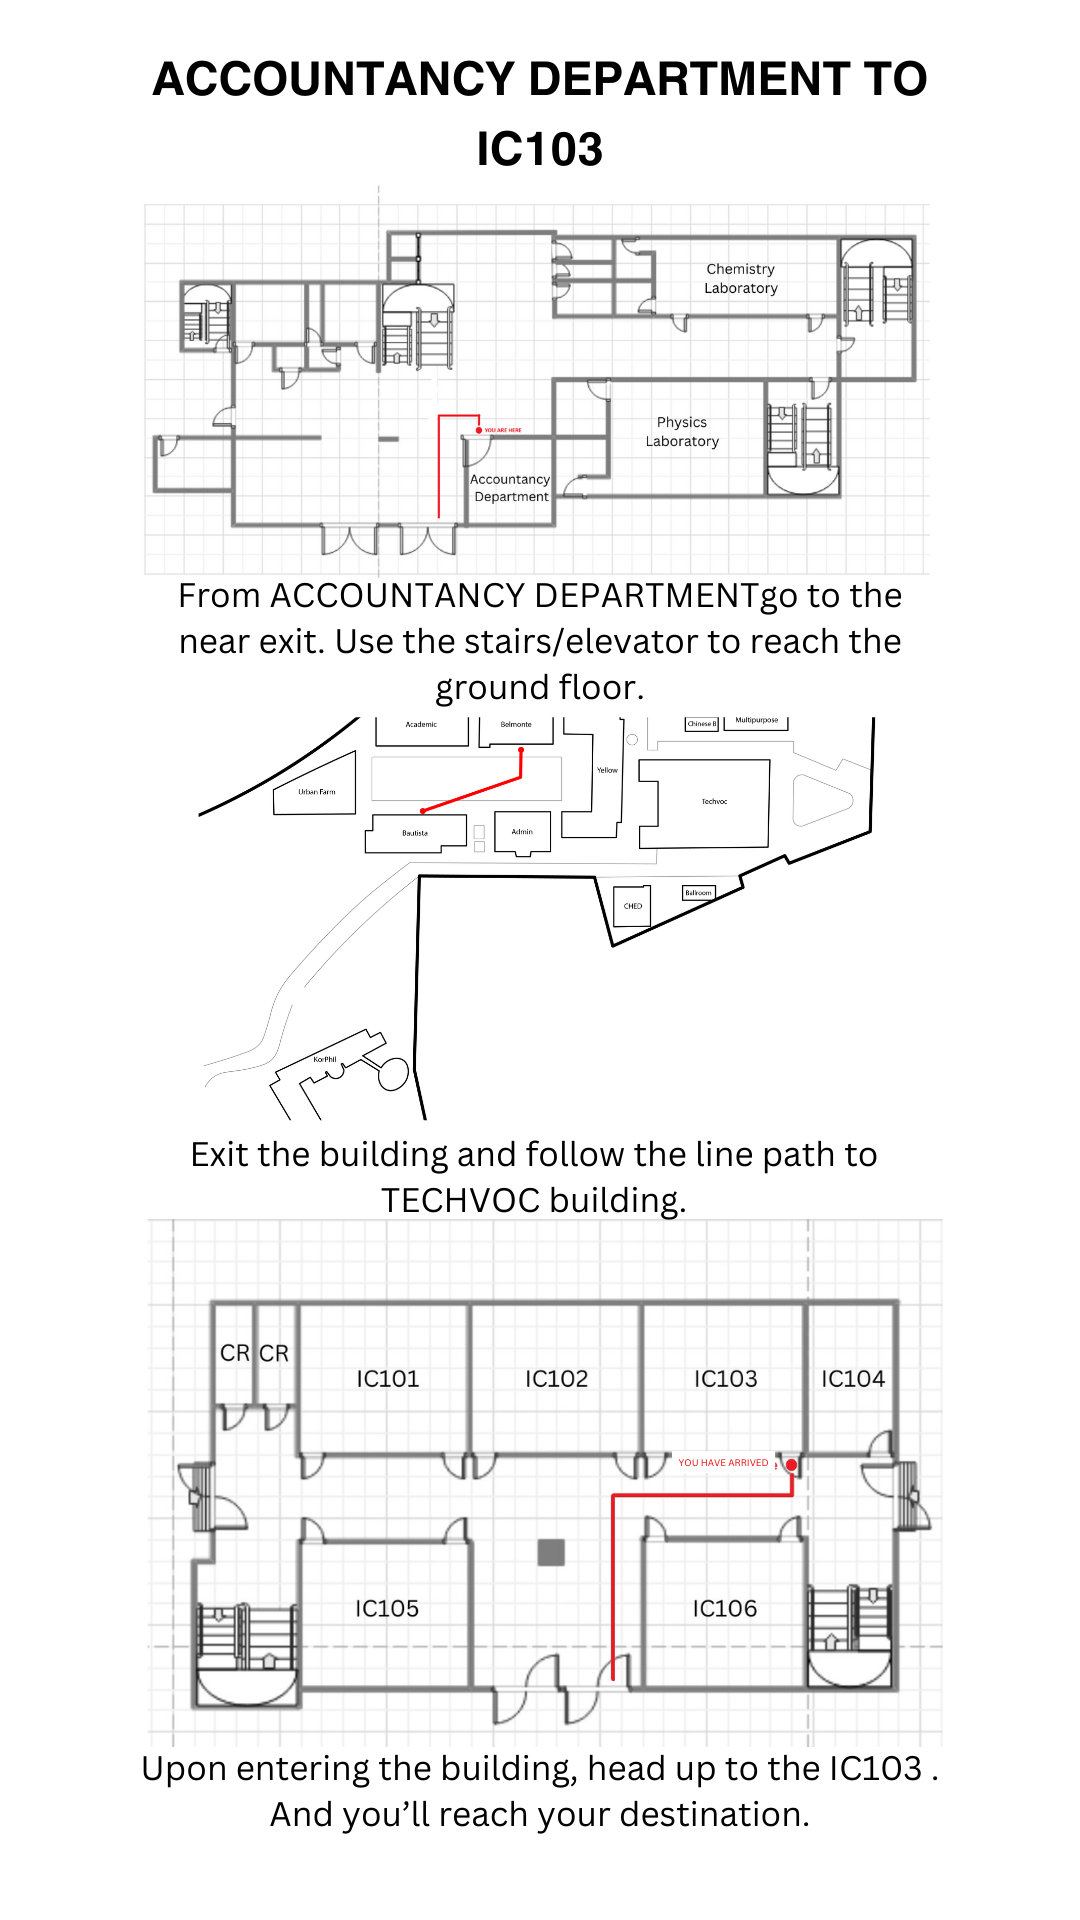 ACCOUNTANCY DEPARTMENT TO
IC103
Chemistry
Laboratory
Physics
Laboratory
YOU ARE HERE
Accountancy
Department
From ACCOUNTANCY DEPARTMENTgo to the
near exit. Use the stairs/elevator to reach the
ground floor.
Academic
Belmonte
Chinese B
Multipurpose
Urban Farm
Yellow
Techvoc
Bautista
Admin
CHED
Ballroom
KorPhil
Exit the building and follow the line path to
TECHVOC building.
CR
CR
IC101
IC102
IC103
IC104
YOU HAVE ARRIVED
IC105
IC106
Upon entering the building, head up to the IC103 .
And you’ll reach your destination.